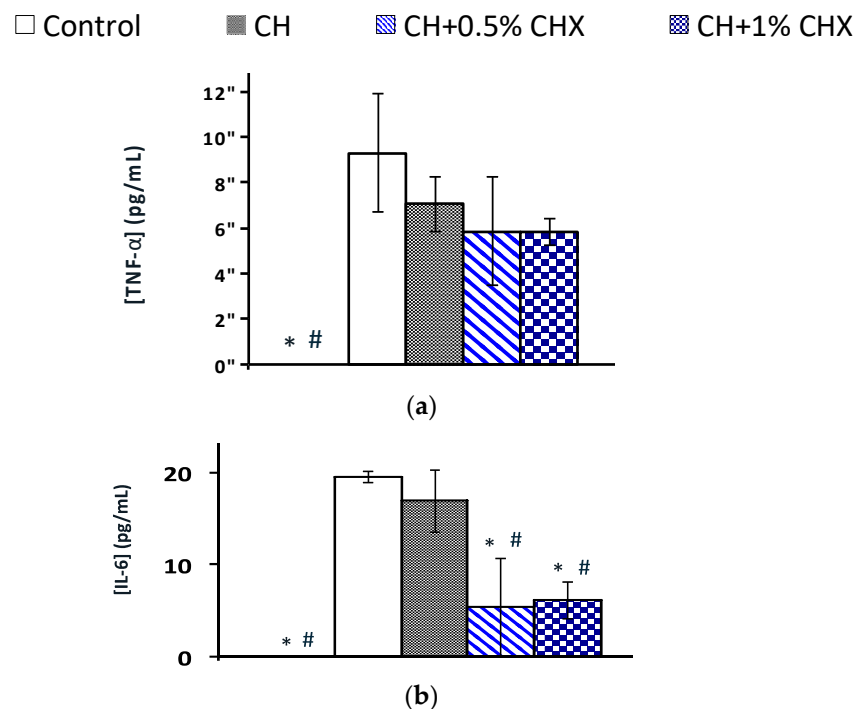 Control CH CH+0.5% CHX CH+1% CHX
12"
10"
8"
6"
4"
2"
0"
[TNF-α] (pg/mL)
* #
(a)
20
10
0
[IL-6] (pg/mL)
* #
* #
* #
(b)